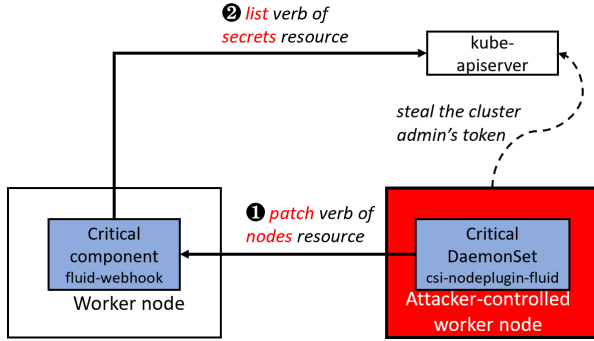 ❷ list verb of
secrets resource
kube-
apiserver
steal the cluster
admin's token
❶ patch verb of
nodes resource
Critical
component
fluid-webhook
Worker node
Critical
DaemonSet
csi-nodeplugin-fluid
Attacker-controlled
worker node